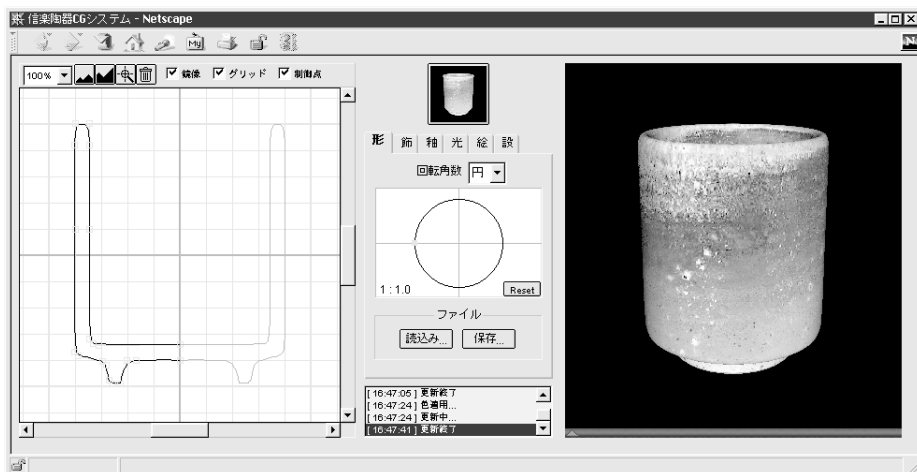 信楽陶器CGシステム - Netscape
My
N
100%
鏡像
グリッド
制御点
形 飾 釉 光 絵 設
回転角数 円
1 : 1.0
Reset
ファイル
読込み...
保存...
[ 16:47:05 ] 更新終了
[ 16:47:24 ] 色適用...
[ 16:47:24 ] 更新中...
[ 16:47:41 ] 更新終了